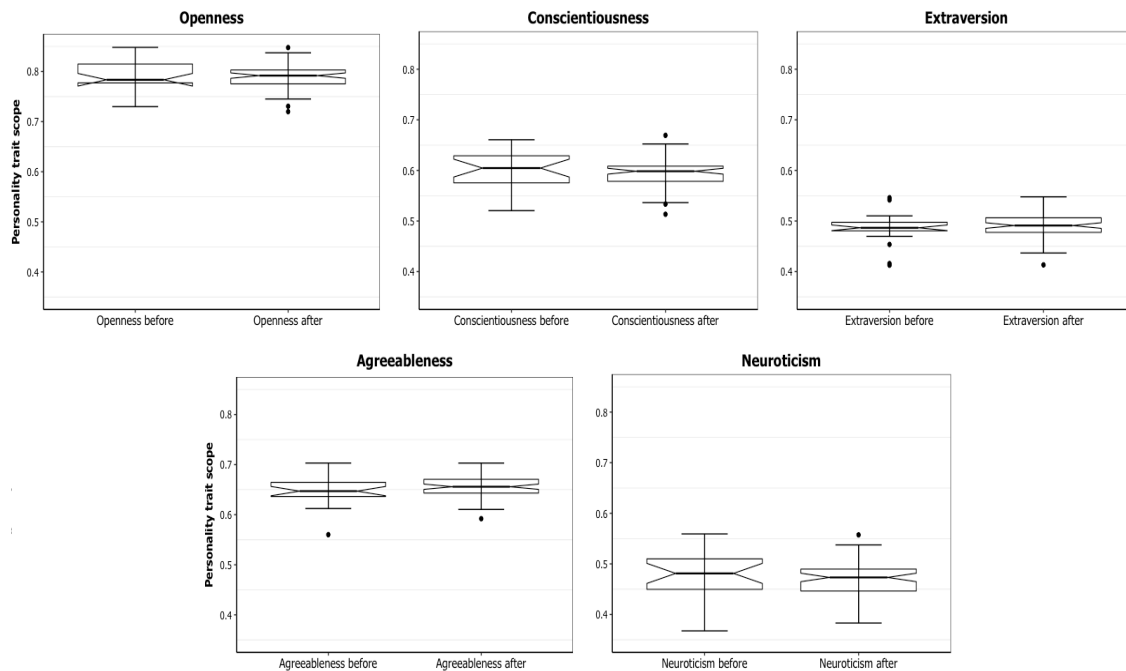 Openness
Conscientiousness
Extraversion
Personality trait scope
0.8
0.7
0.6
0.5
0.4
Openness before
Openness after
0.8
0.7
0.6
0.5
0.4
Conscientiousness before
Conscientiousness after
0.8
0.7
0.6
0.5
0.4
Extraversion before
Extraversion after
Agreeableness
Neuroticism
Personality trait scope
0.8
0.7
0.6
0.5
0.4
Agreeableness before
Agreeableness after
0.8
0.7
0.6
0.5
0.4
Neuroticism before
Neuroticism after